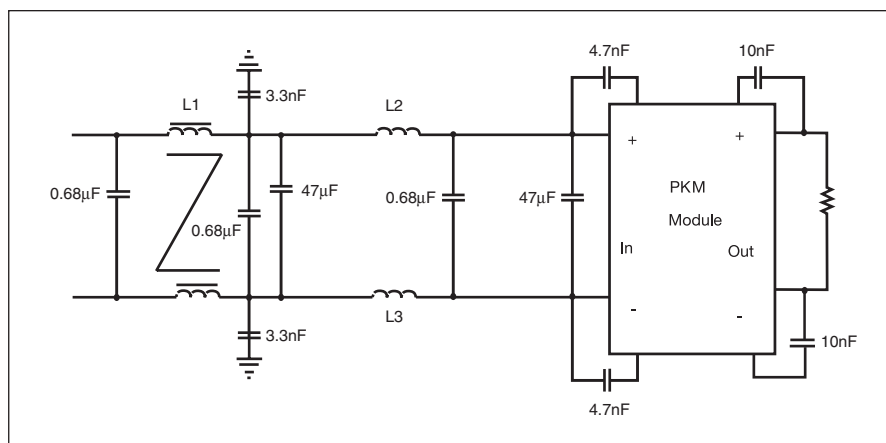 4.7nF
10nF
3.3nF
L1
L2
+
+
0.68µF
0.68µF
47µF
0.68µF
47µF
PKM
Module
In
Out
-
-
3.3nF
L3
10nF
4.7nF